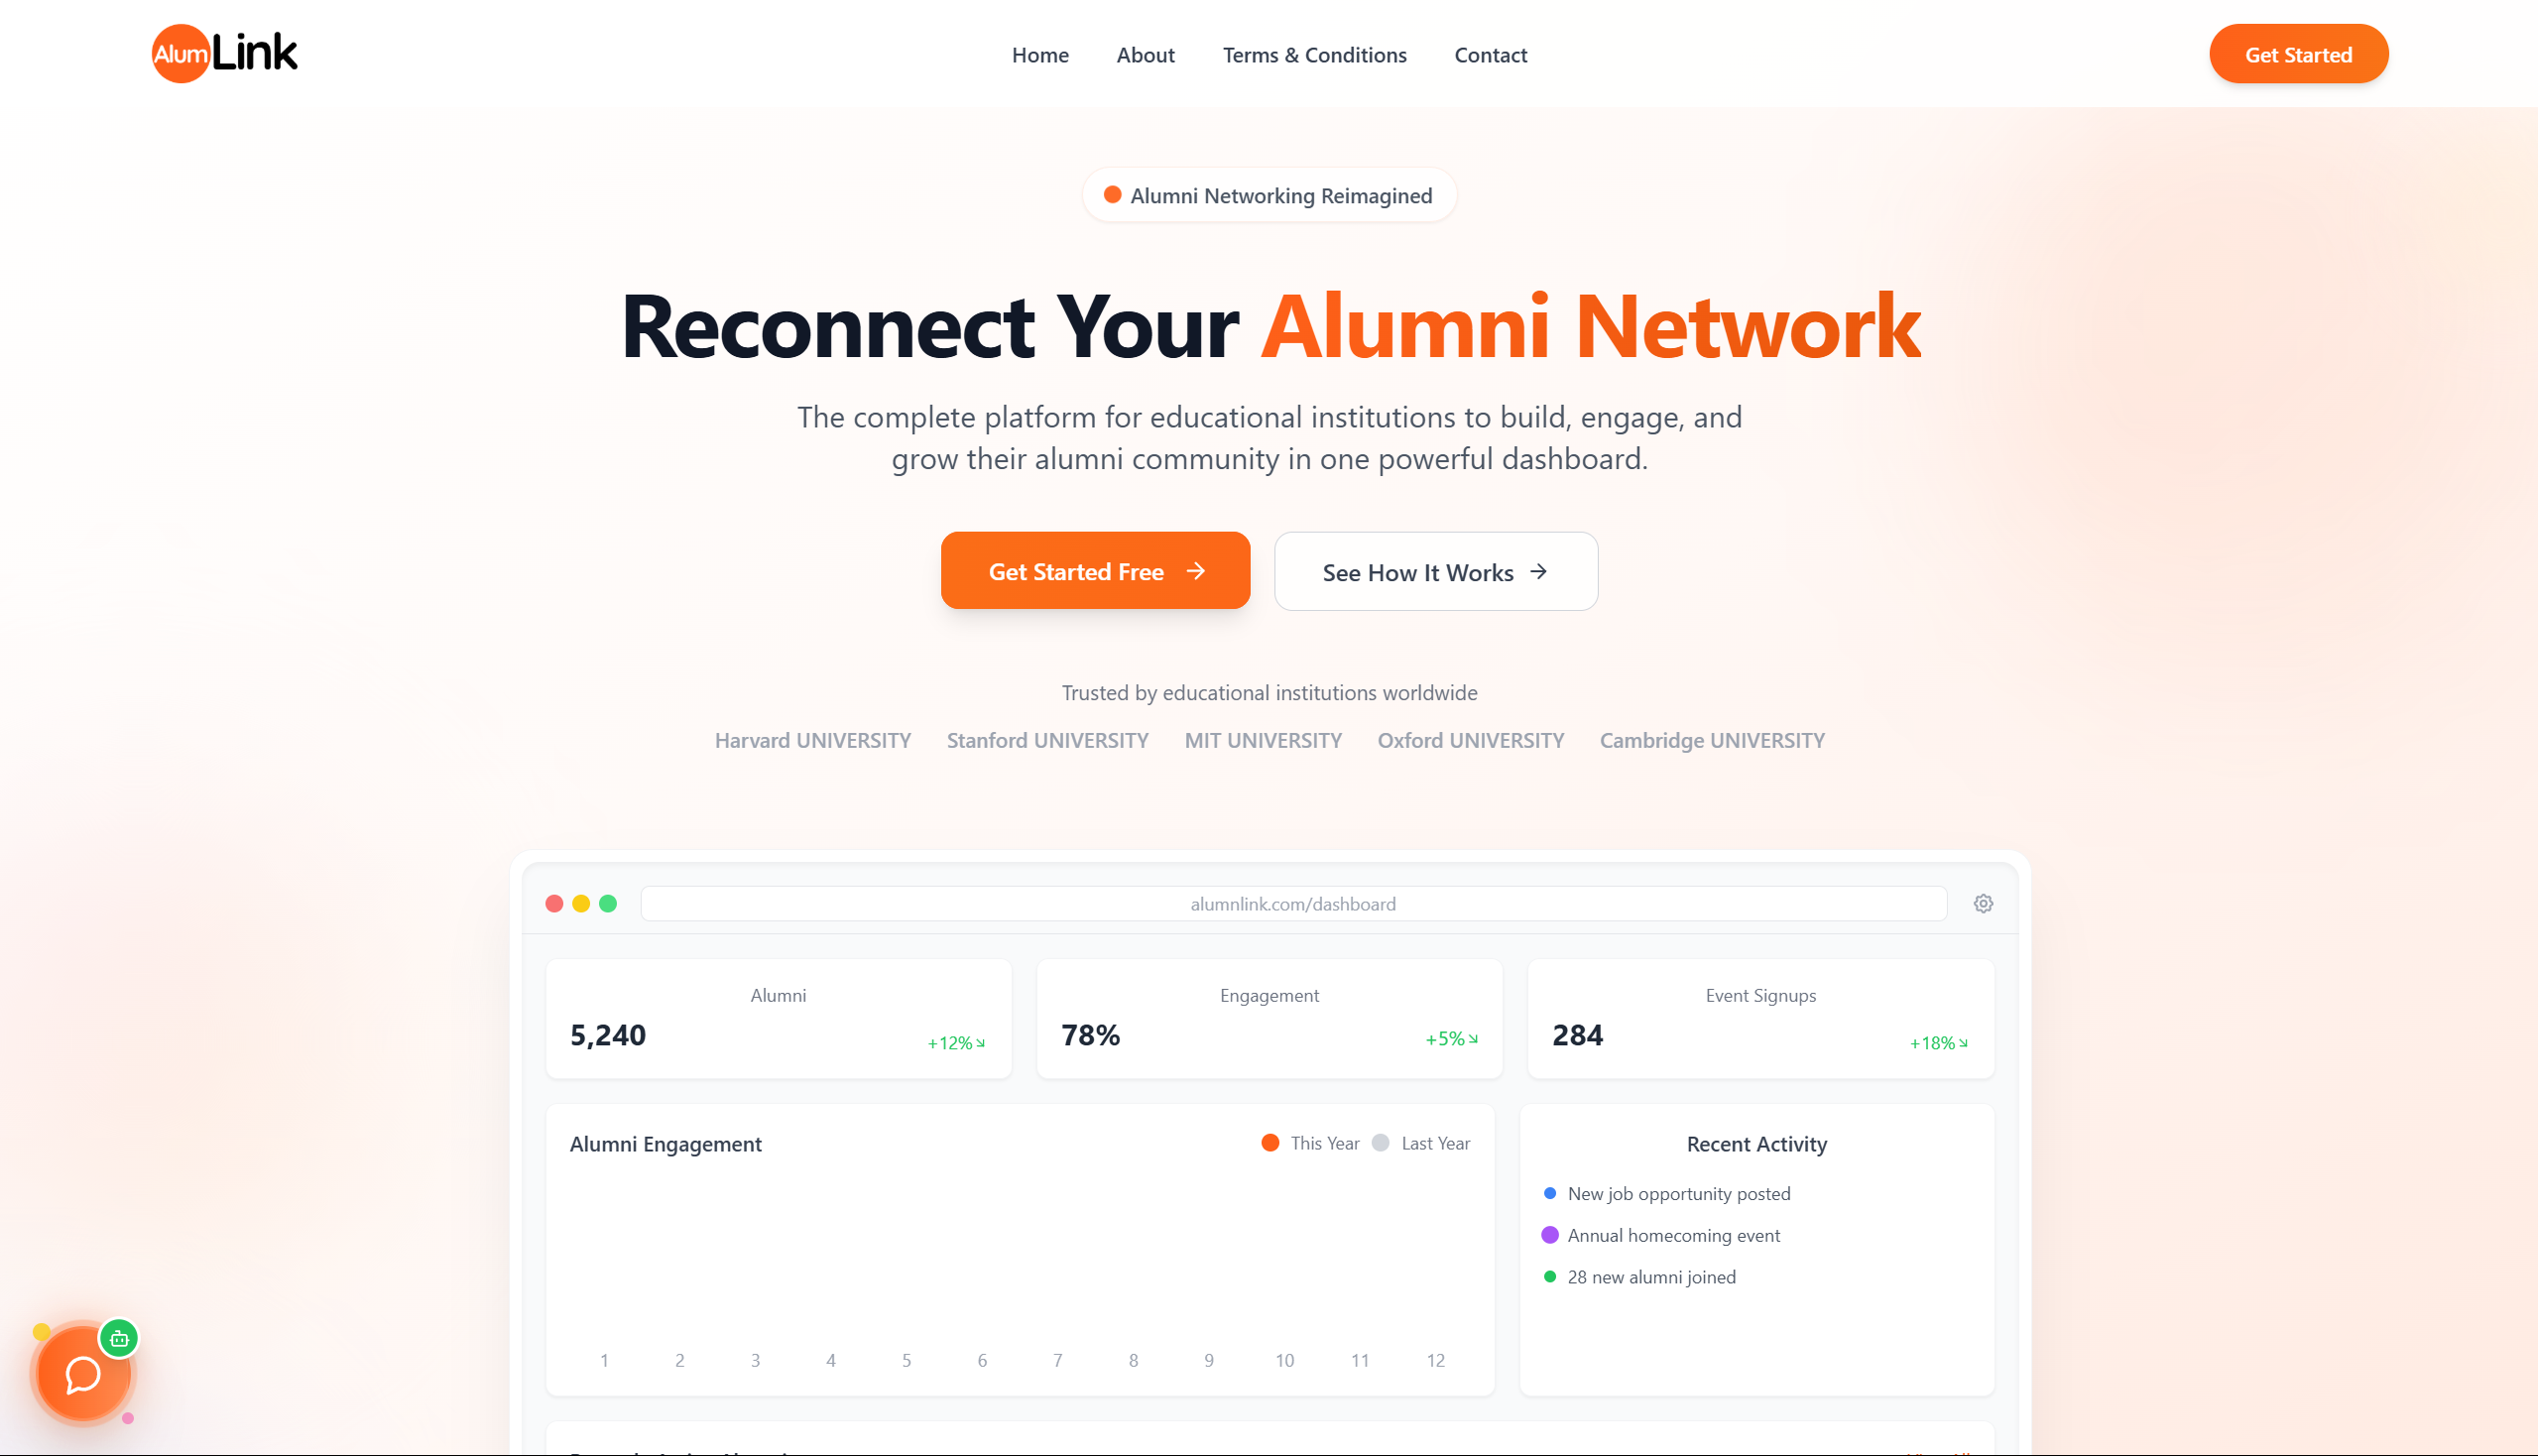 AlumLink
Home
About
Terms & Conditions
Contact
Get Started
Alumni Networking Reimagined
Reconnect Your Alumni Network
The complete platform for educational institutions to build, engage, and
grow their alumni community in one powerful dashboard.
Get Started Free
See How It Works
Trusted by educational institutions worldwide
Harvard UNIVERSITY
Stanford UNIVERSITY
MIT UNIVERSITY
Oxford UNIVERSITY
Cambridge UNIVERSITY
alumnlink.com/dashboard
Alumni
5,240
+12%
Engagement
78%
+5%
Event Signups
284
+18%
Alumni Engagement
This Year
Last Year
1 2 3 4 5 6 7 8 9 10 11 12
Recent Activity
New job opportunity posted
Annual homecoming event
28 new alumni joined